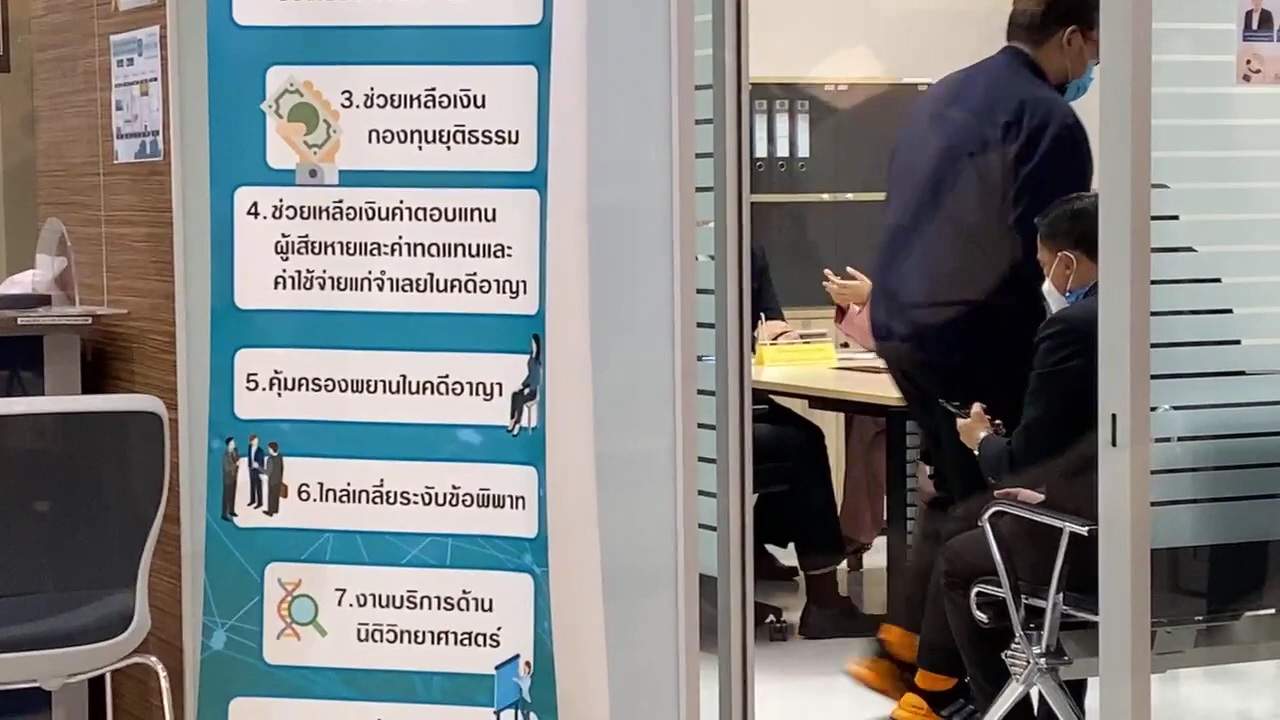 3.ช่วยเหลือเงิน
กองทุนยุติธรรม
4.ช่วยเหลือเงินค่าตอบแทน
ผู้เสียหายและค่าทดแทนและ
ค่าใช้จ่ายแก่จำเลยในคดีอาญา
5.คุ้มครองพยานในคดีอาญา
6.ไกล่เกลี่ยระงับข้อพิพาท
7.งานบริการด้าน
นิติวิทยาศาสตร์